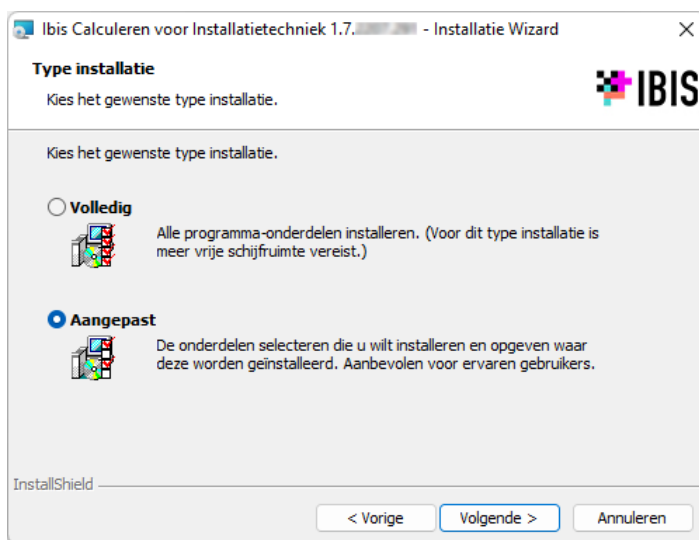 Ibis Calculeren voor Installatietechniek 1.7. - Installatie Wizard
Type installatie
Kies het gewenste type installatie.
IBIS
Kies het gewenste type installatie.
Volledig
Alle programma-onderdelen installeren. (Voor dit type installatie is
meer vrije schijfruimte vereist.)
Aangepast
De onderdelen selecteren die u wilt installeren en opgeven waar
deze worden geïnstalleerd. Aanbevolen voor ervaren gebruikers.
InstallShield
< Vorige
Volgende >
Annuleren